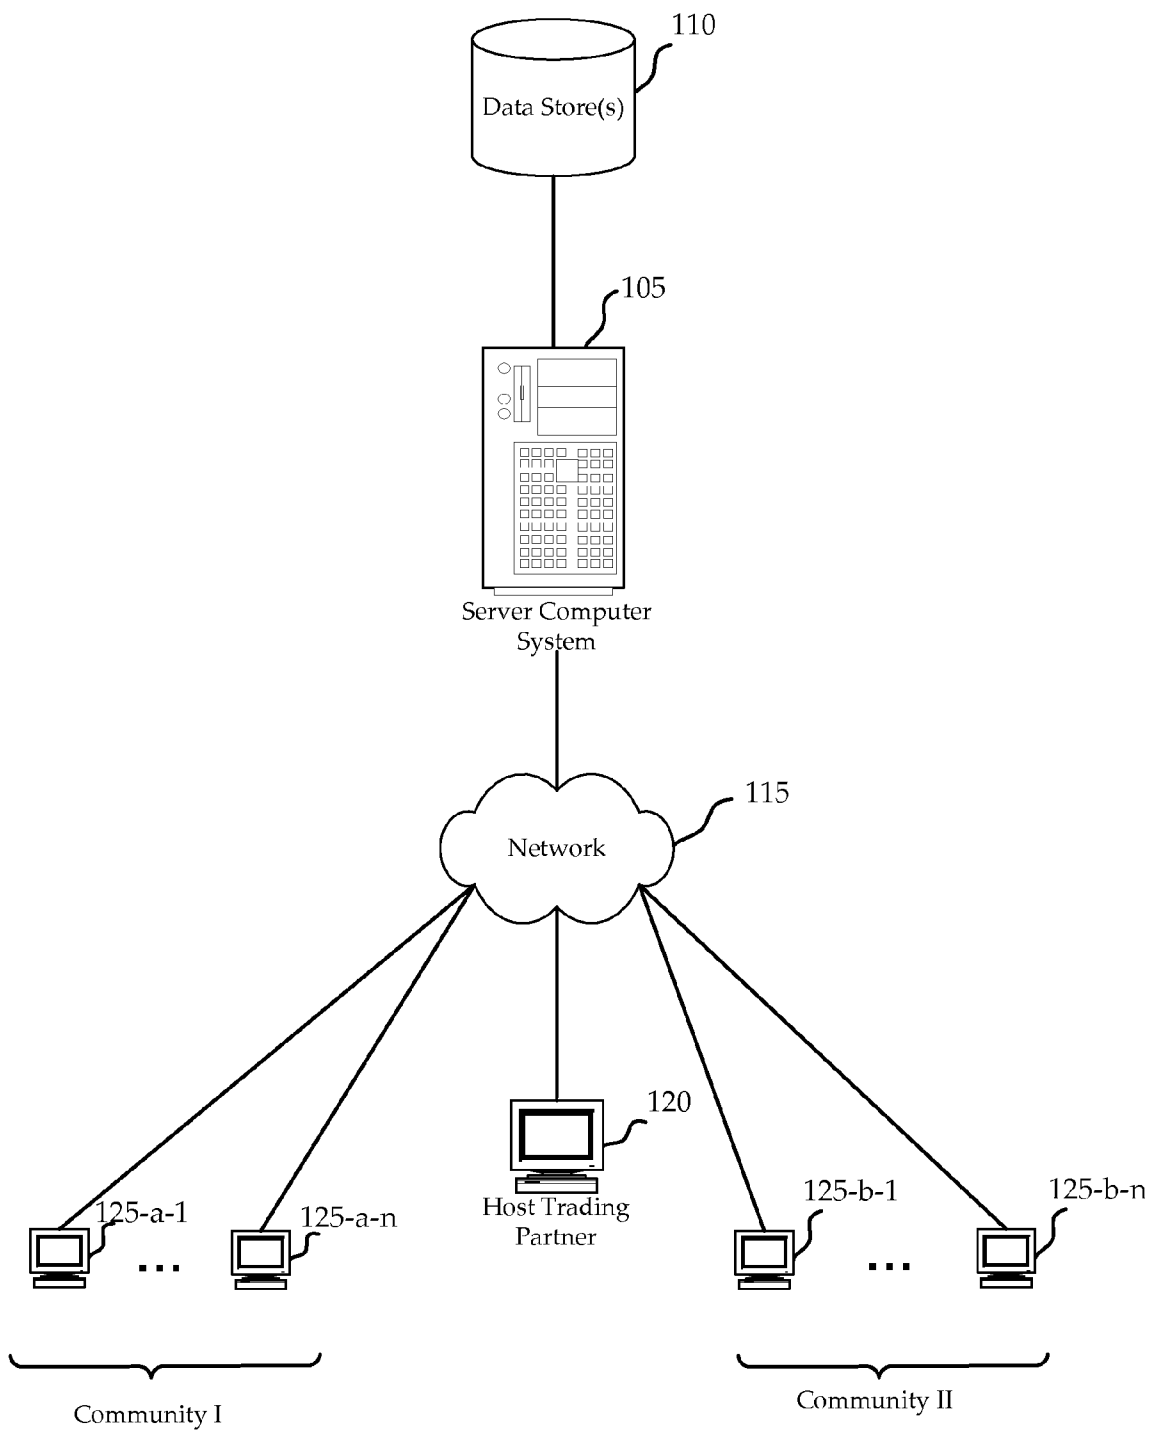 110
Data Store(s)
105
Server Computer
System
115
Network
120
Host Trading
Partner
125-a-1
125-a-n
125-b-1
125-b-n
...
...
Community I
Community II